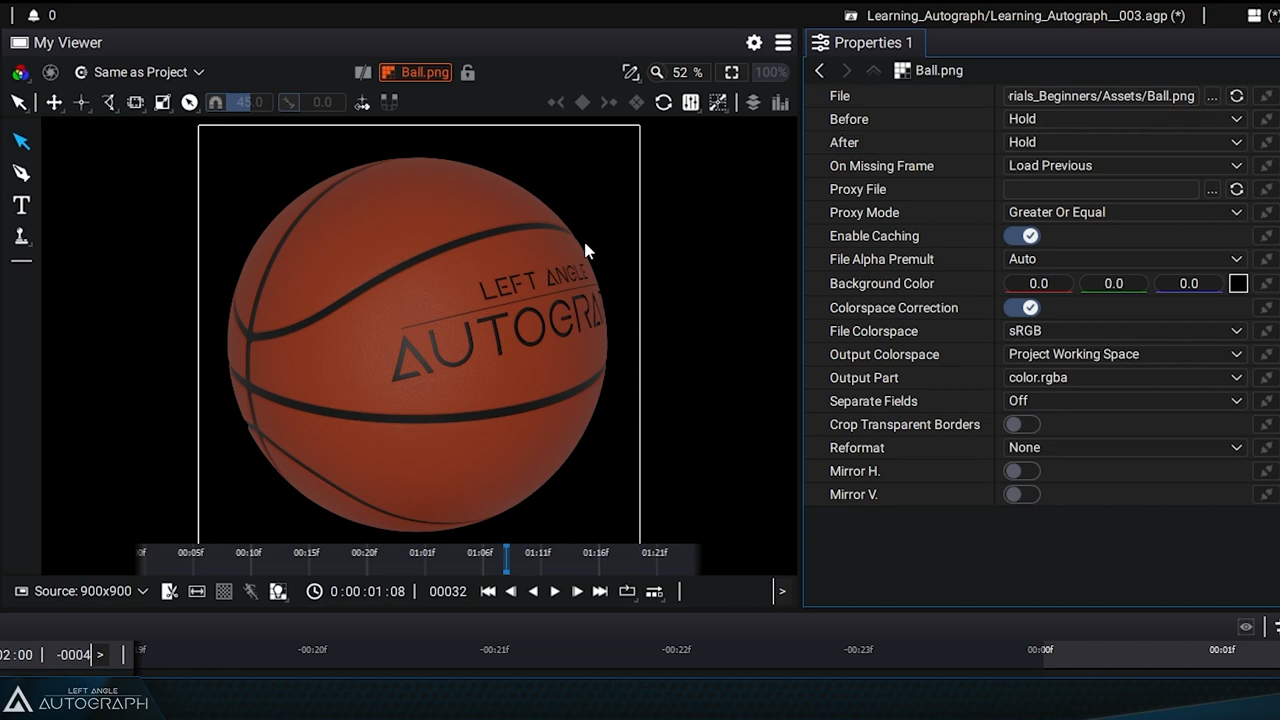 0
Learning_Autograph/Learning_Autograph__003.agp (*)
(*
My Viewer
Properties 1
Same as Project
Ball.png
52 %
100%
Ball.png
45.0
0.0
File
rials_Beginners/Assets/Ball.png
...
Before
Hold
After
Hold
On Missing Frame
Load Previous
Proxy File
...
Proxy Mode
Greater Or Equal
Enable Caching
File Alpha Premult
Auto
Background Color
0.0
0.0
0.0
Colorspace Correction
File Colorspace
sRGB
Output Colorspace
Project Working Space
Output Part
color.rgba
Separate Fields
Off
Crop Transparent Borders
Reformat
None
Mirror H.
Mirror V.
T
LEFT ANGLE
AUTOGRA
0f
00:05f
00:10f
00:15f
00:20f
01:01f
01:06f
01:11f
01:16f
01:21f
Source: 900x900
0:00:01:08
00032
>
02:00
-0004
>
9f
-00:20f
-00:21f
-00:22f
-00:23f
00:00f
00:01f
LEFT ANGLE
AUTOGRAPH